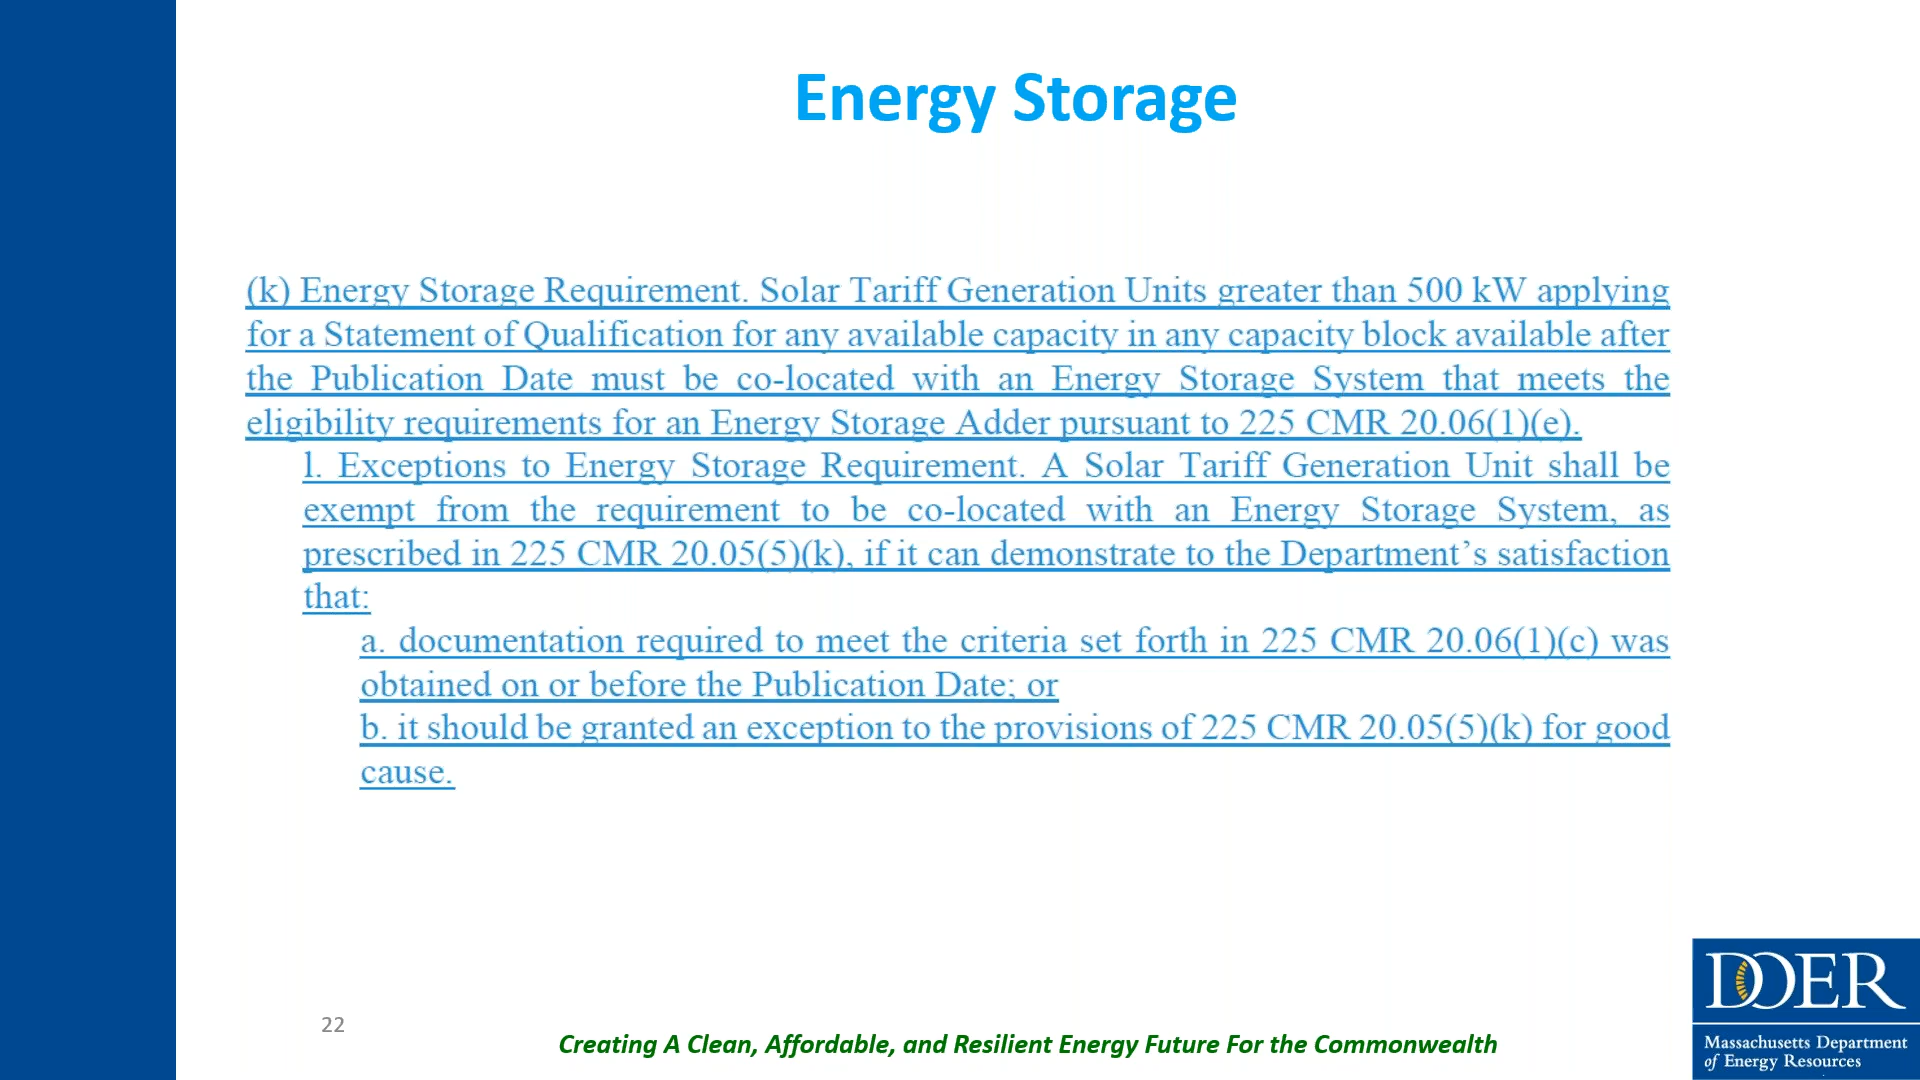 Energy Storage
(k) Energy Storage Requirement. Solar Tariff Generation Units greater than 500 kW applying
for a Statement of Qualification for any available capacity in any capacity block available after
the Publication Date must be co-located with an Energy Storage System that meets the
eligibility requirements for an Energy Storage Adder pursuant to 225 CMR 20.06(1)(e).
l. Exceptions to Energy Storage Requirement. A Solar Tariff Generation Unit shall be
exempt from the requirement to be co-located with an Energy Storage System, as
prescribed in 225 CMR 20.05(5)(k), if it can demonstrate to the Department’s satisfaction
that:
a. documentation required to meet the criteria set forth in 225 CMR 20.06(1)(c) was
obtained on or before the Publication Date; or
b. it should be granted an exception to the provisions of 225 CMR 20.05(5)(k) for good
cause.
22
Creating A Clean, Affordable, and Resilient Energy Future For the Commonwealth
DOER
Massachusetts Department
of Energy Resources